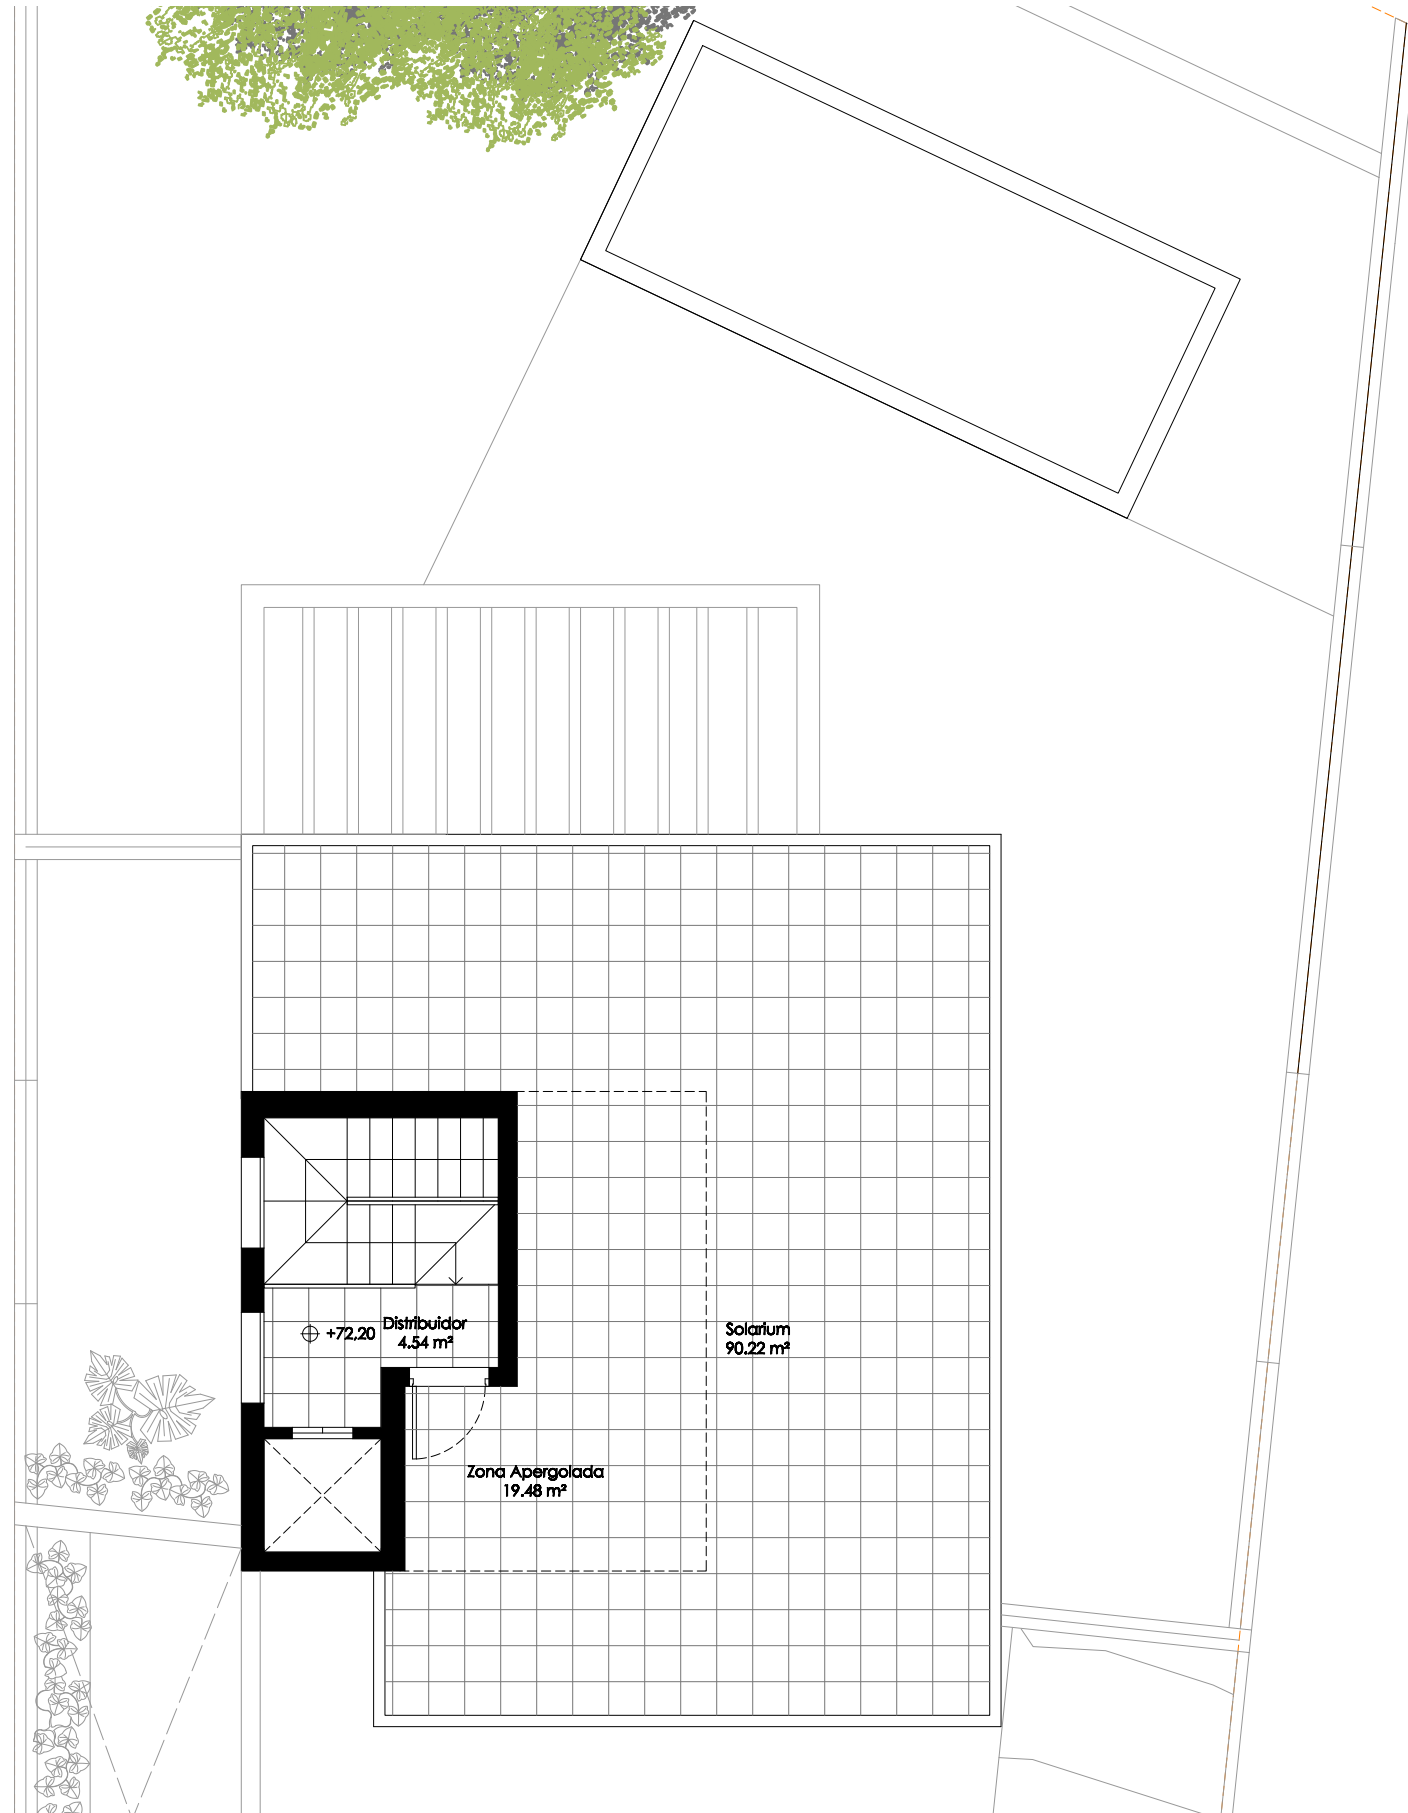 Distribuidor
4.54 m²
+72,20
Solarium
90.22 m²
Zona Apergolada
19.48 m²